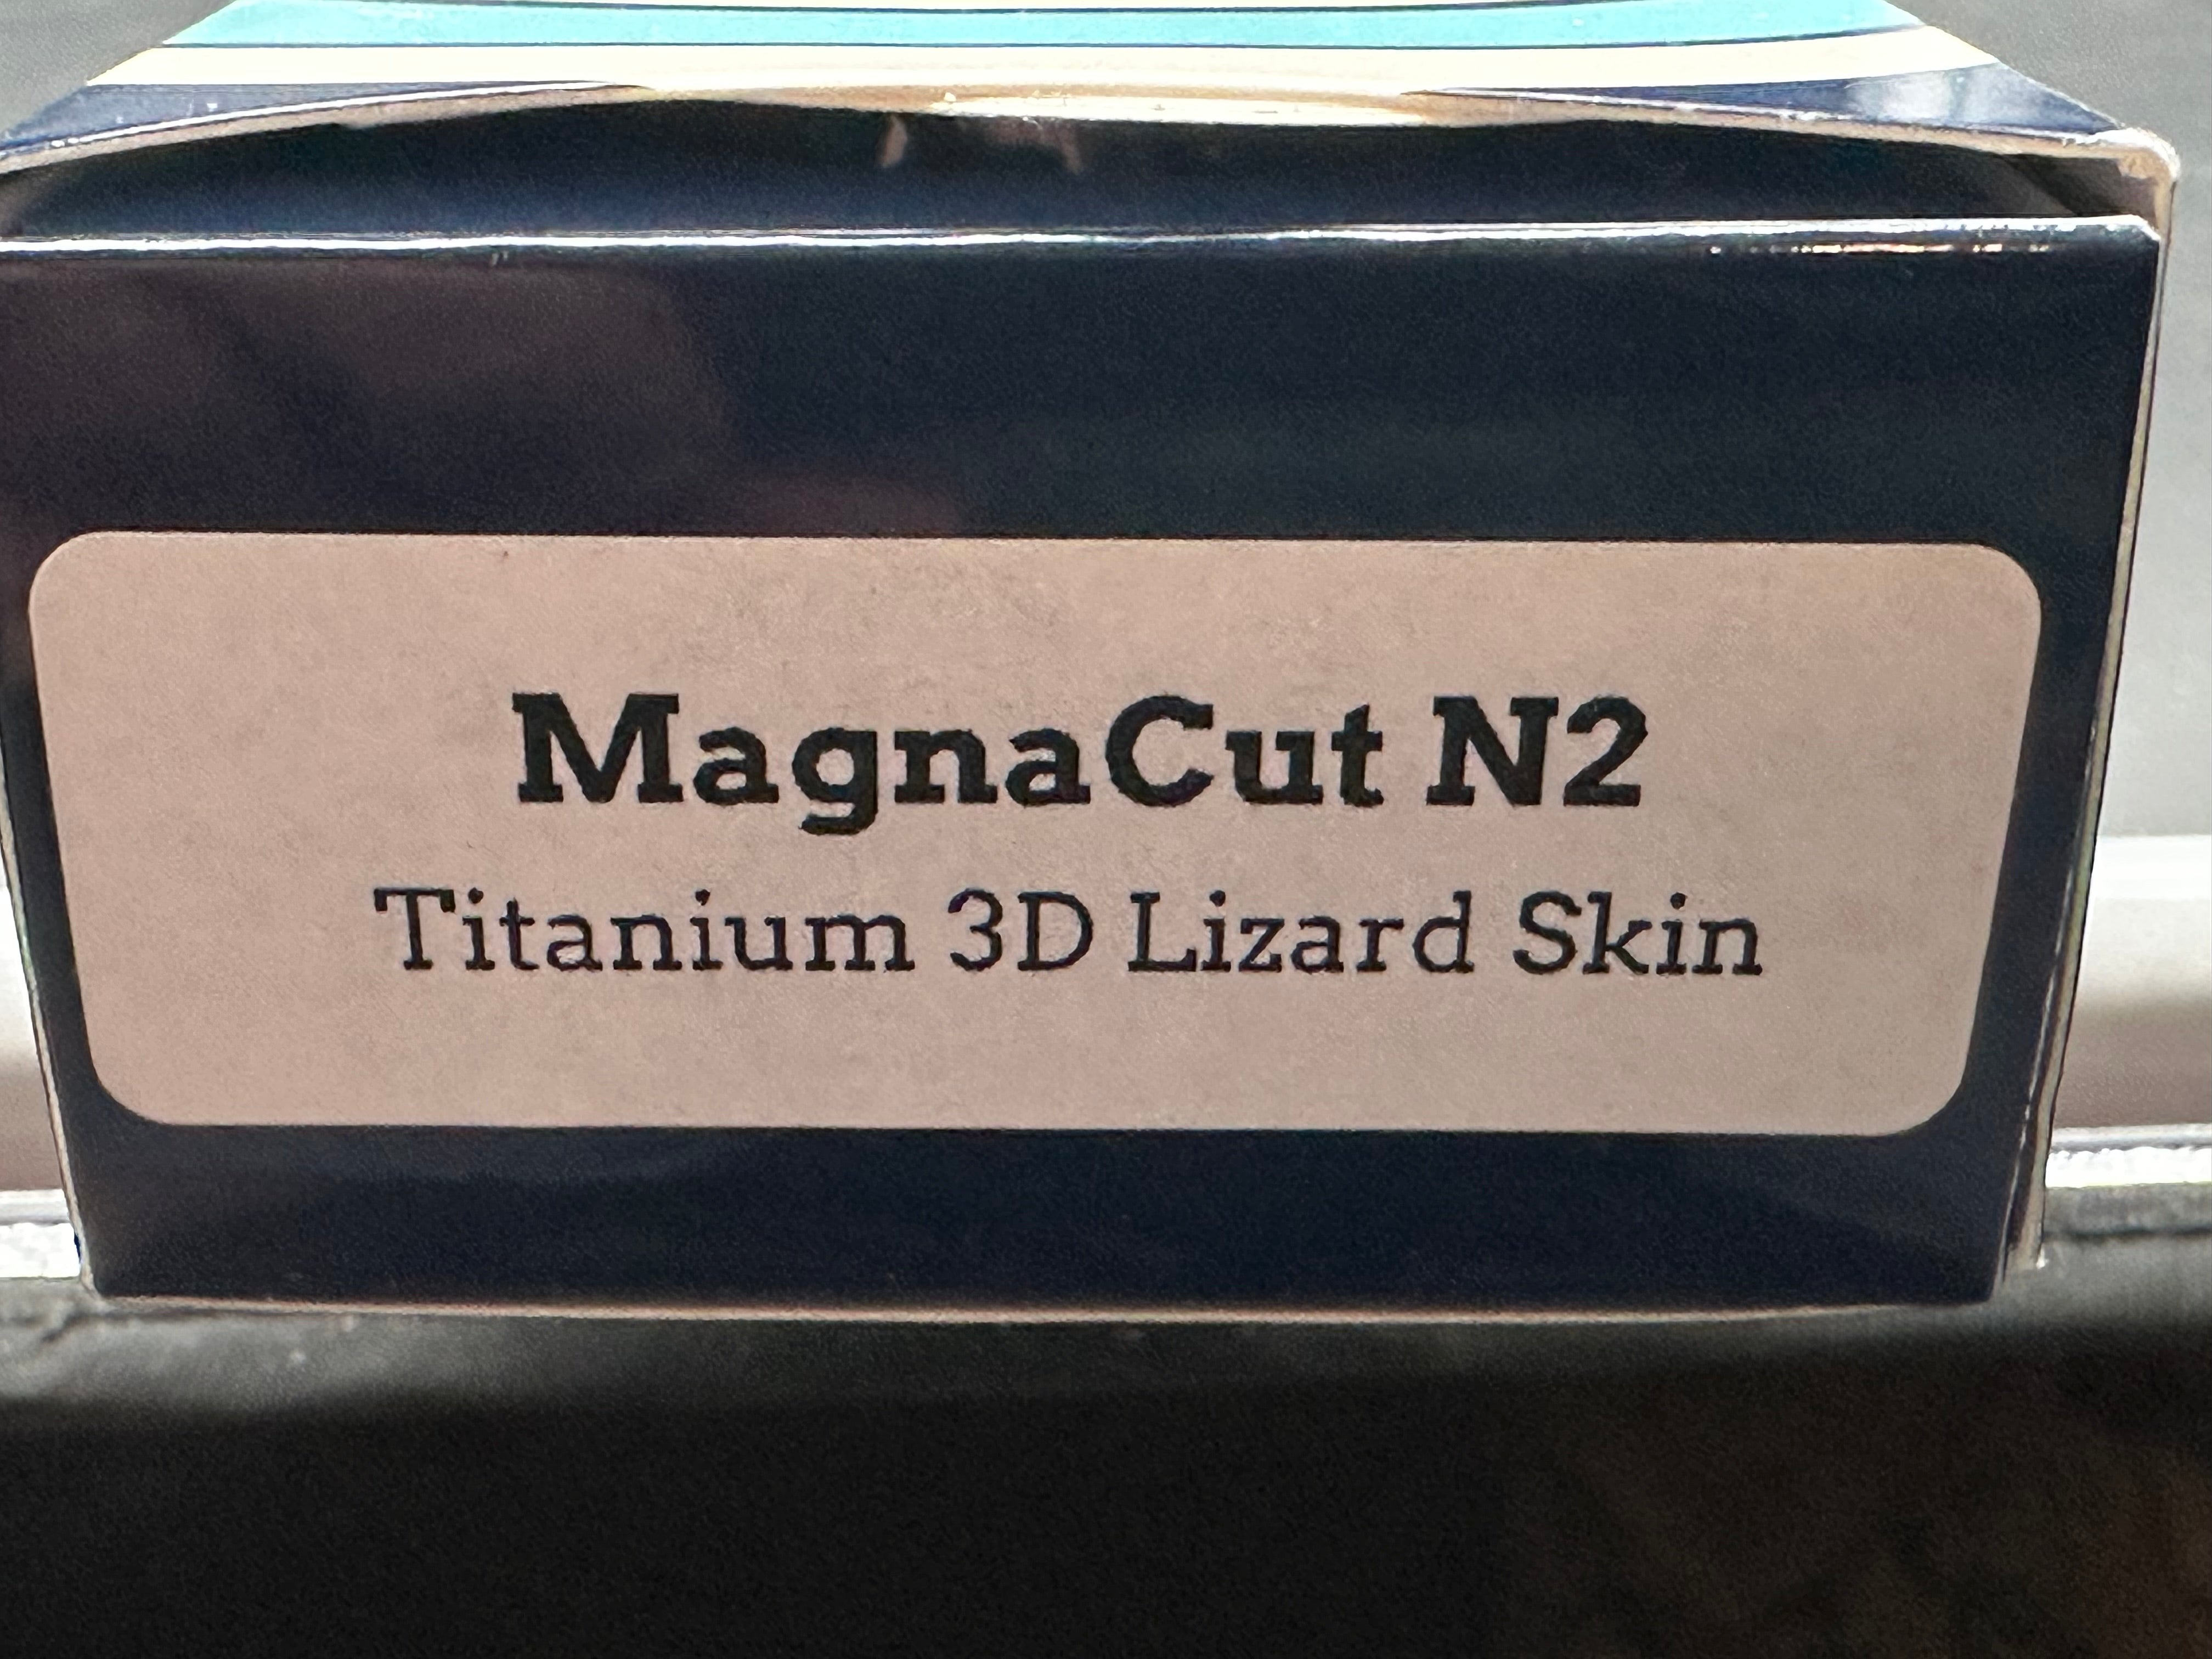 MagnaCut N2
Titanium 3D Lizard Skin